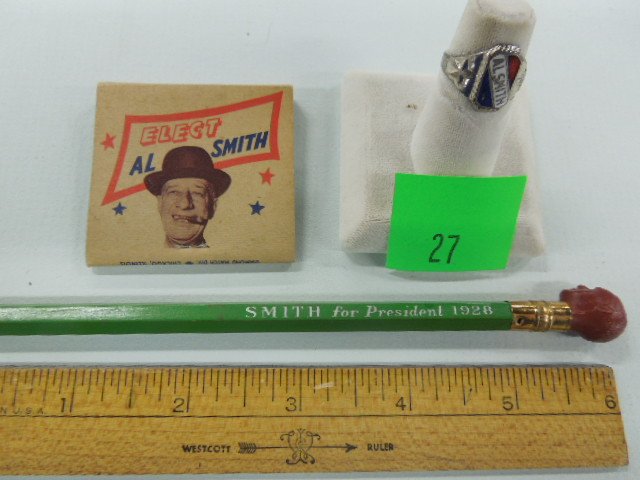 ELECT
AL SMITH
AL SMITH
27
SMITH for President 1928
1 2 3 4 5 6
U.S.A.
WESTCOTT RULER